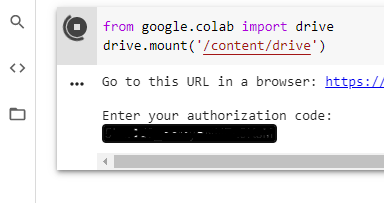 from google.colab import drive
drive.mount('/content/drive')
Go to this URL in a browser: https://
Enter your authorization code: